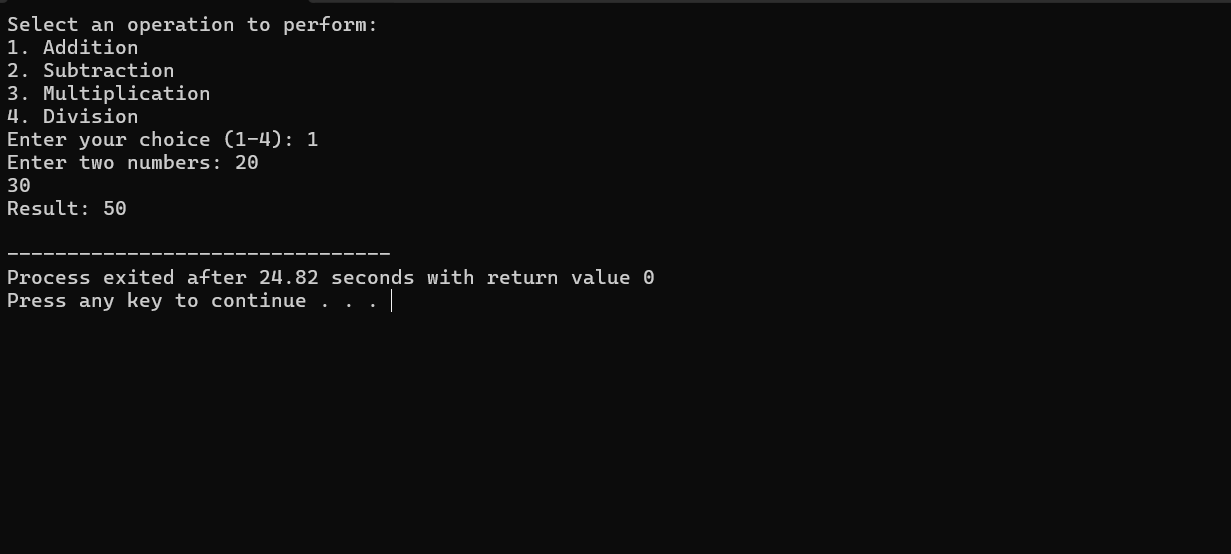 Select an operation to perform:
1. Addition
2. Subtraction
3. Multiplication
4. Division
Enter your choice (1-4): 1
Enter two numbers: 20
30
Result: 50
--------------------------------
Process exited after 24.82 seconds with return value 0
Press any key to continue . . .